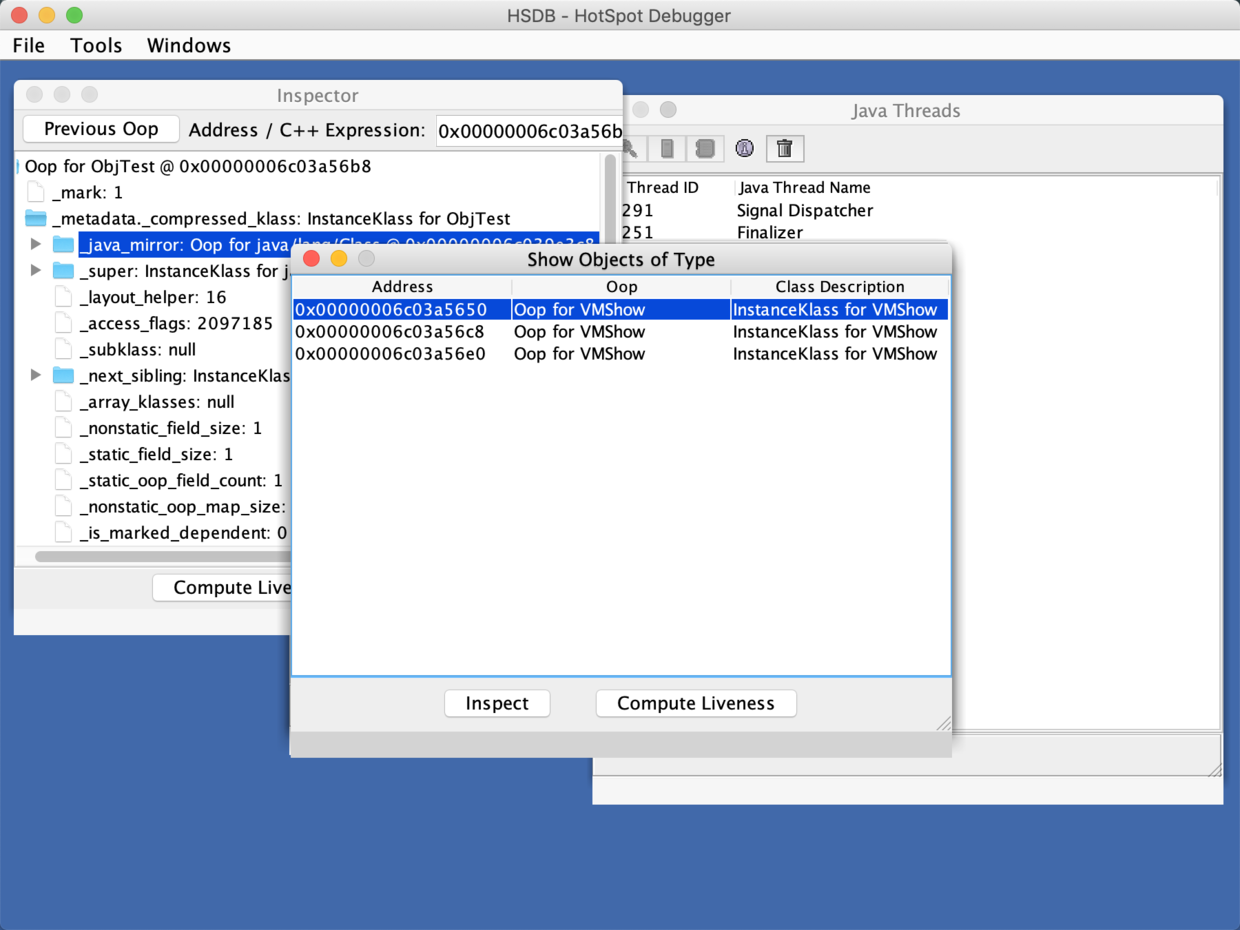 HSDB - HotSpot Debugger
File Tools Windows
Inspector
Previous Oop Address / C++ Expression: 0x00000006c03a56b
Oop for ObjTest @ 0x00000006c03a56b8
_mark: 1
_metadata._compressed_klass: InstanceKlass for ObjTest
_java_mirror: Oop for java/lang/Class @
_super: InstanceKlass for
_layout_helper: 16
_access_flags: 2097185
_subklass: null
_next_sibling: InstanceKlas
_array_klasses: null
_nonstatic_field_size: 1
_static_field_size: 1
_static_oop_field_count: 1
_nonstatic_oop_map_size:
_is_marked_dependent: 0
Compute Live
Java Threads
Thread ID Java Thread Name
291 Signal Dispatcher
251 Finalizer
Show Objects of Type
Address Oop Class Description
0x00000006c03a5650 Oop for VMShow InstanceKlass for VMShow
0x00000006c03a56c8 Oop for VMShow InstanceKlass for VMShow
0x00000006c03a56e0 Oop for VMShow InstanceKlass for VMShow
Inspect Compute Liveness